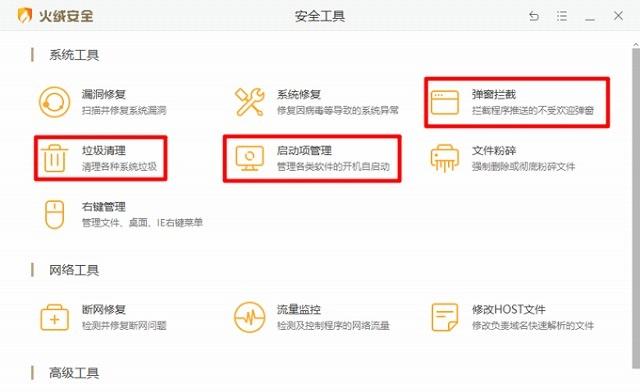 火绒安全
安全工具
系统工具
漏洞修复
扫描并修复系统漏洞
系统修复
修复因病毒等导致的系统异常
弹窗拦截
拦截程序推送的不受欢迎弹窗
垃圾清理
清理各种系统垃圾
启动项管理
管理各类软件的开机自启动
文件粉碎
强制删除或彻底粉碎文件
右键管理
管理文件、桌面、IE右键菜单
网络工具
断网修复
检测并修复断网问题
流量监控
检测及控制程序的网络流量
修改HOST文件
修改负责域名快速解析的文件
高级工具